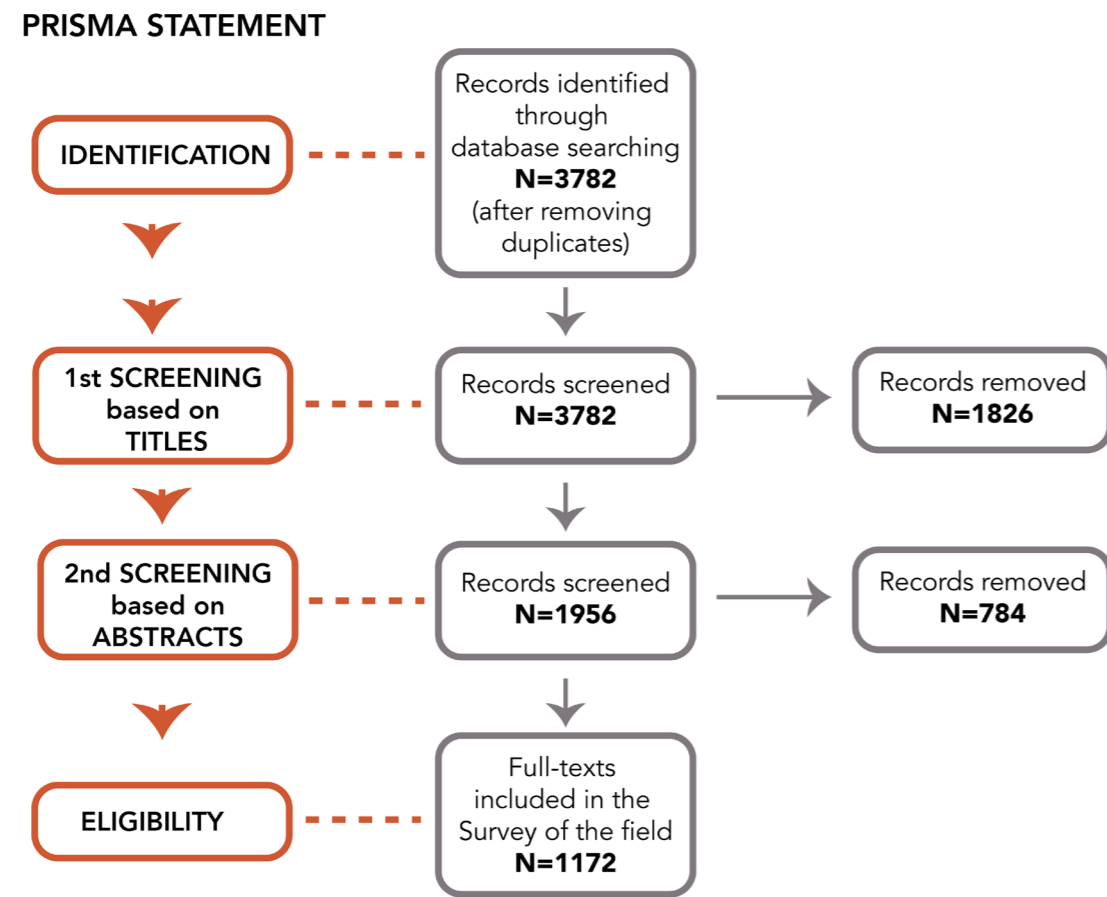 PRISMA STATEMENT
IDENTIFICATION
Records identified
through
database searching
N=3782
(after removing
duplicates)
1st SCREENING
based on
TITLES
Records screened
N=3782
Records removed
N=1826
2nd SCREENING
based on
ABSTRACTS
Records screened
N=1956
Records removed
N=784
ELIGIBILITY
Full-texts
included in the
Survey of the field
N=1172